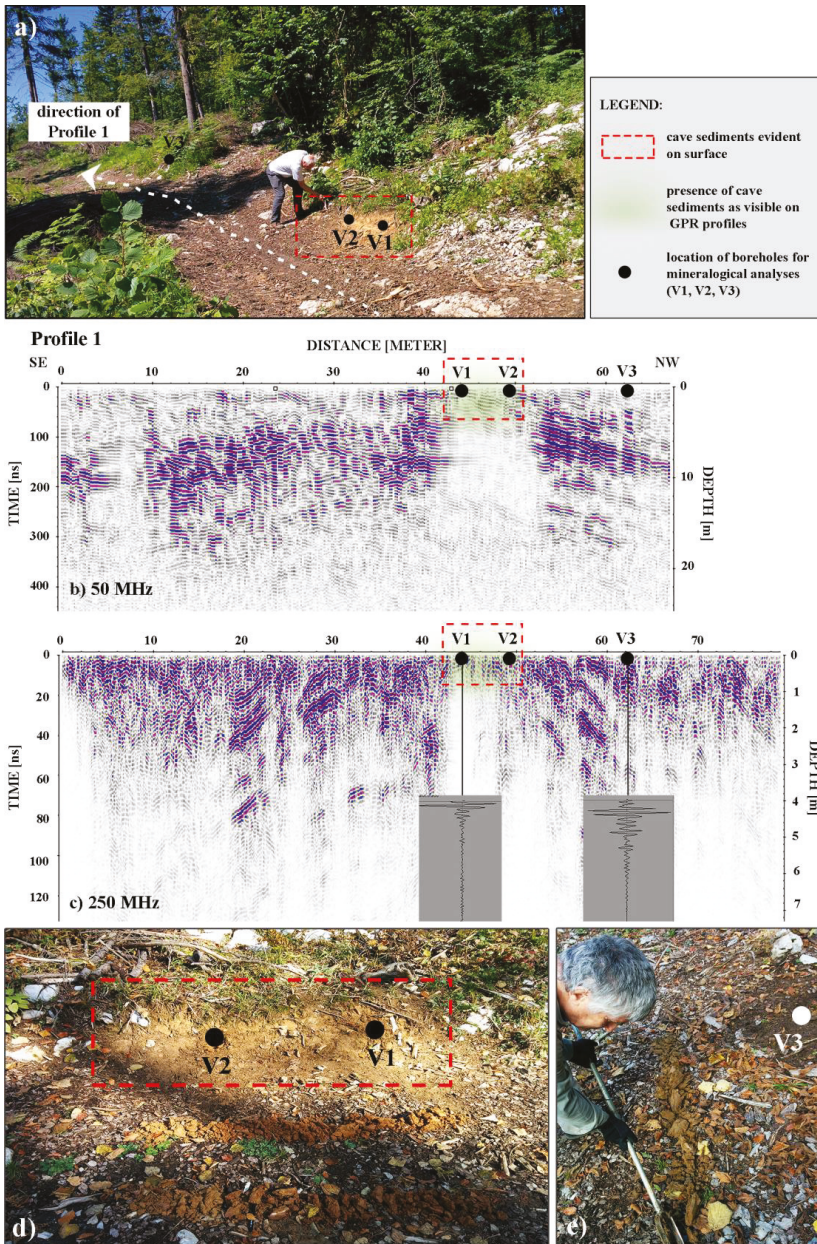 a)
direction of
Profile 1
V3
V2
V1
LEGEND:
cave sediments evident
on surface
presence of cave
sediments as visible on
GPR profiles
location of boreholes for
mineralogical analyses
(V1, V2, V3)
Profile 1
DISTANCE [METER]
SE
NW
0 10 20 30 40 V1 V2 60 V3
0
100
200
300
400
TIME [ns]
0
10
20
DEPTH [m]
b) 50 MHz
0 10 20 30 40 V1 V2 60 V3 70
0
20
40
60
80
100
120
TIME [ns]
0
1
2
3
4
5
6
7
DEPTH [m]
c) 250 MHz
V2
V1
d)
V3
e)